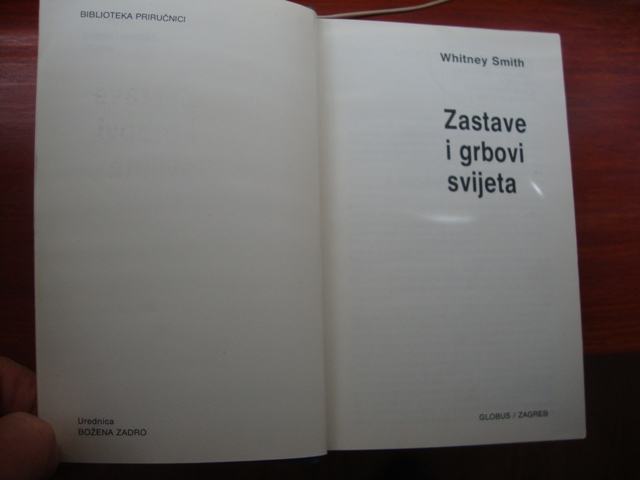 BIBLIOTEKA PRIRUČNICI
Urednica
BOŽENA ZADRO
Whitney Smith
Zastave
i grbovi
svijeta
GLOBUS / ZAGREB